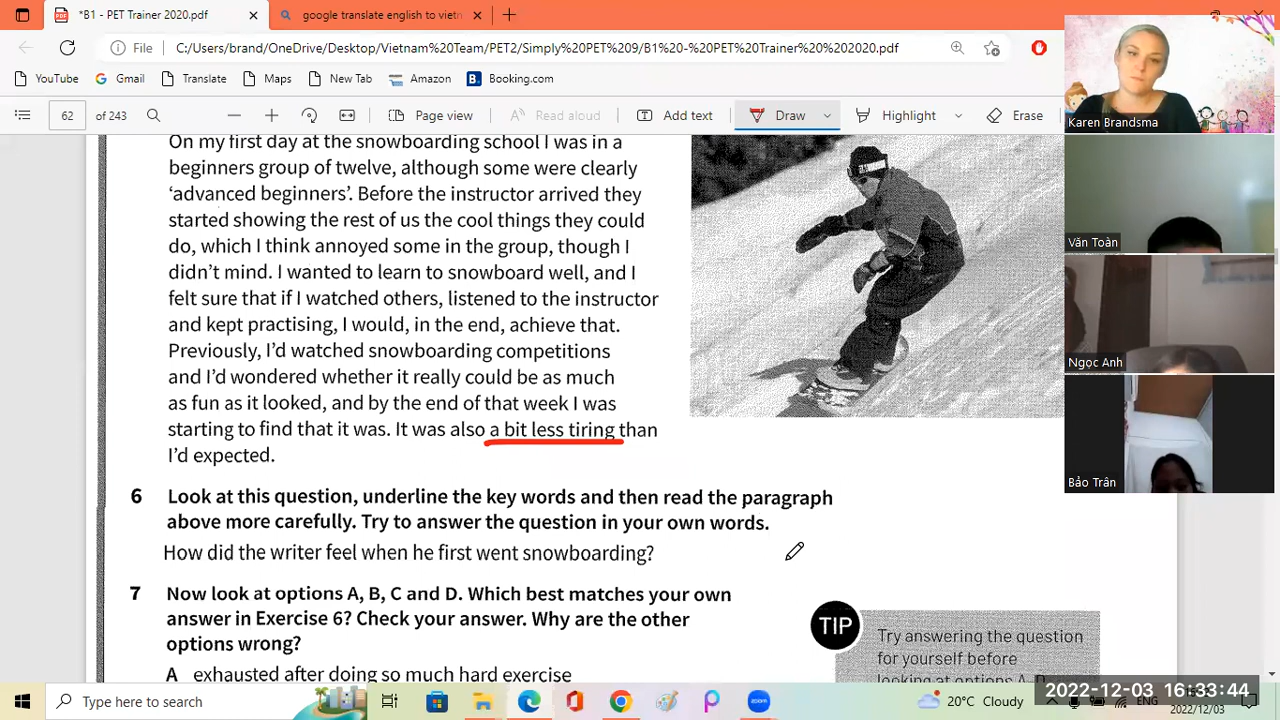 *B1 - PET Trainer 2020.pdf
googledrive - Google Search
File
C:/Users/brand/OneDrive/Desktop/Vietnam%20Team/PET2/Simply%20PET%209/B1%20-%20PET%20Trainer%20%202020.pdf
YouTube
Gmail
Translate
Maps
New Tab
Amazon
Booking.com
62 of 243
Read aloud
Add text
Draw
Highlight
Erase
On my first day at the snowboarding school I was in a
beginners group of twelve, although some were clearly
‘advanced beginners’. Before the instructor arrived they
started showing the rest of us the cool things they could
do, which I think annoyed some in the group, though I
didn’t mind. I wanted to learn to snowboard well, and I
felt sure that if I watched others, listened to the instructor
and kept practising, I would, in the end, achieve that.
Previously, I’d watched snowboarding competitions
and I’d wondered whether it really could be as much
as fun as it looked, and by the end of that week I was
starting to find that it was. It was also a bit less tiring than
I’d expected.
6 Look at this question, underline the key words and then read the paragraph
above more carefully. Try to answer the question in your own words.
How did the writer feel when he first went snowboarding?
7 Now look at options A, B, C and D. Which best matches your own
answer in Exercise 6? Check your answer. Why are the other
options wrong?
A exhausted after doing so much hard exercise
TIP
Try answering the question
for yourself before
looking at options A-D
Karen Brandsma
Văn Toàn
Ngọc Anh
Bảo Trân
Type here to search
zoom
20°C Cloudy
ENG
2022-12-03 16:33:44
2022/12/03